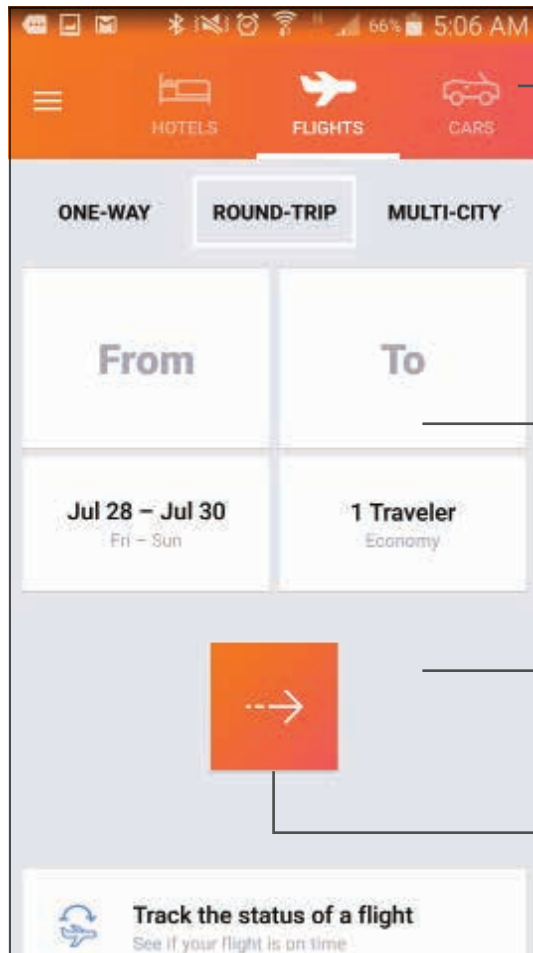 66% 5:06 AM
HOTELS FLIGHTS CARS
ONE-WAY ROUND-TRIP MULTI-CITY
From To
Jul 28 – Jul 30 1 Traveler
Fri – Sun Economy
Track the status of a flight
See if your flight is on time